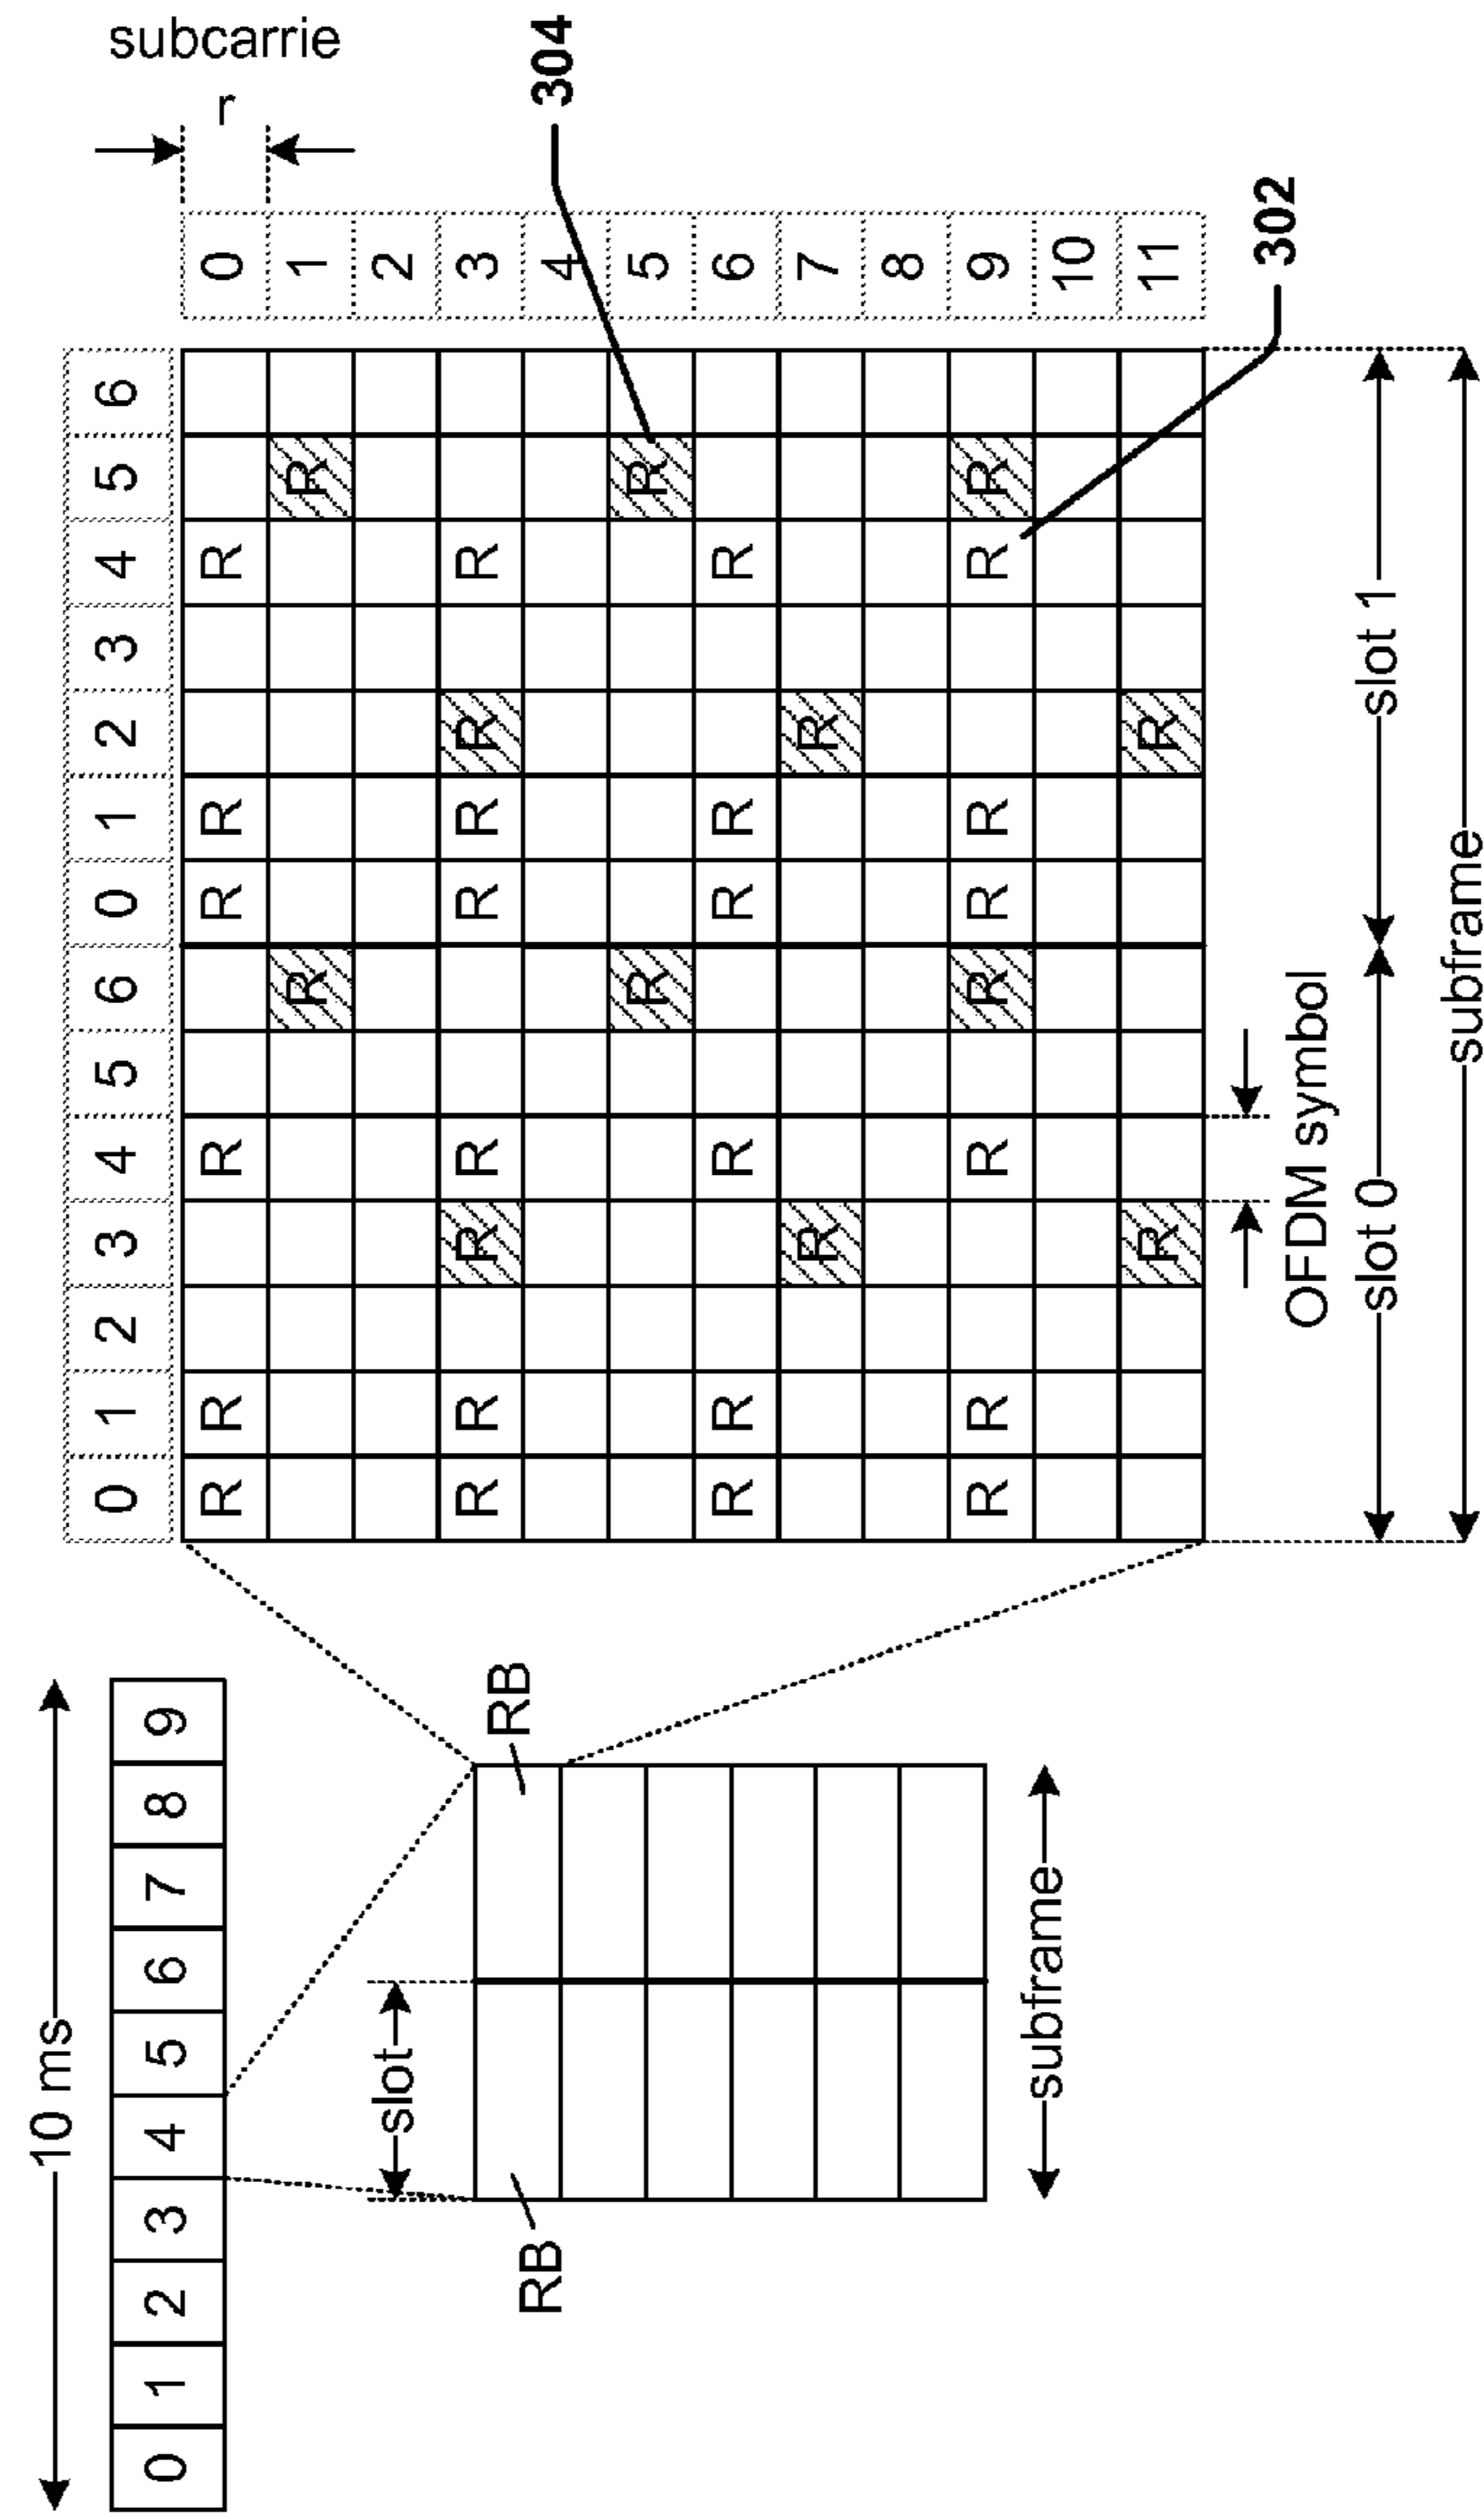 10 ms
0 1 2 3 4 5 6 7 8 9
slot
RB
RB
subframe
subcarrie
r
0 1 2 3 4 5 6 0 1 2 3 4 5 6
R R R R R R 0
R R 1
2
R R R R R R R R 3
4
R R 5
R R R R R R 6
R R 7
8
R R R R R R R R 9
10
R R 11
304
302
OFDM symbol
slot 0
slot 1
subframe